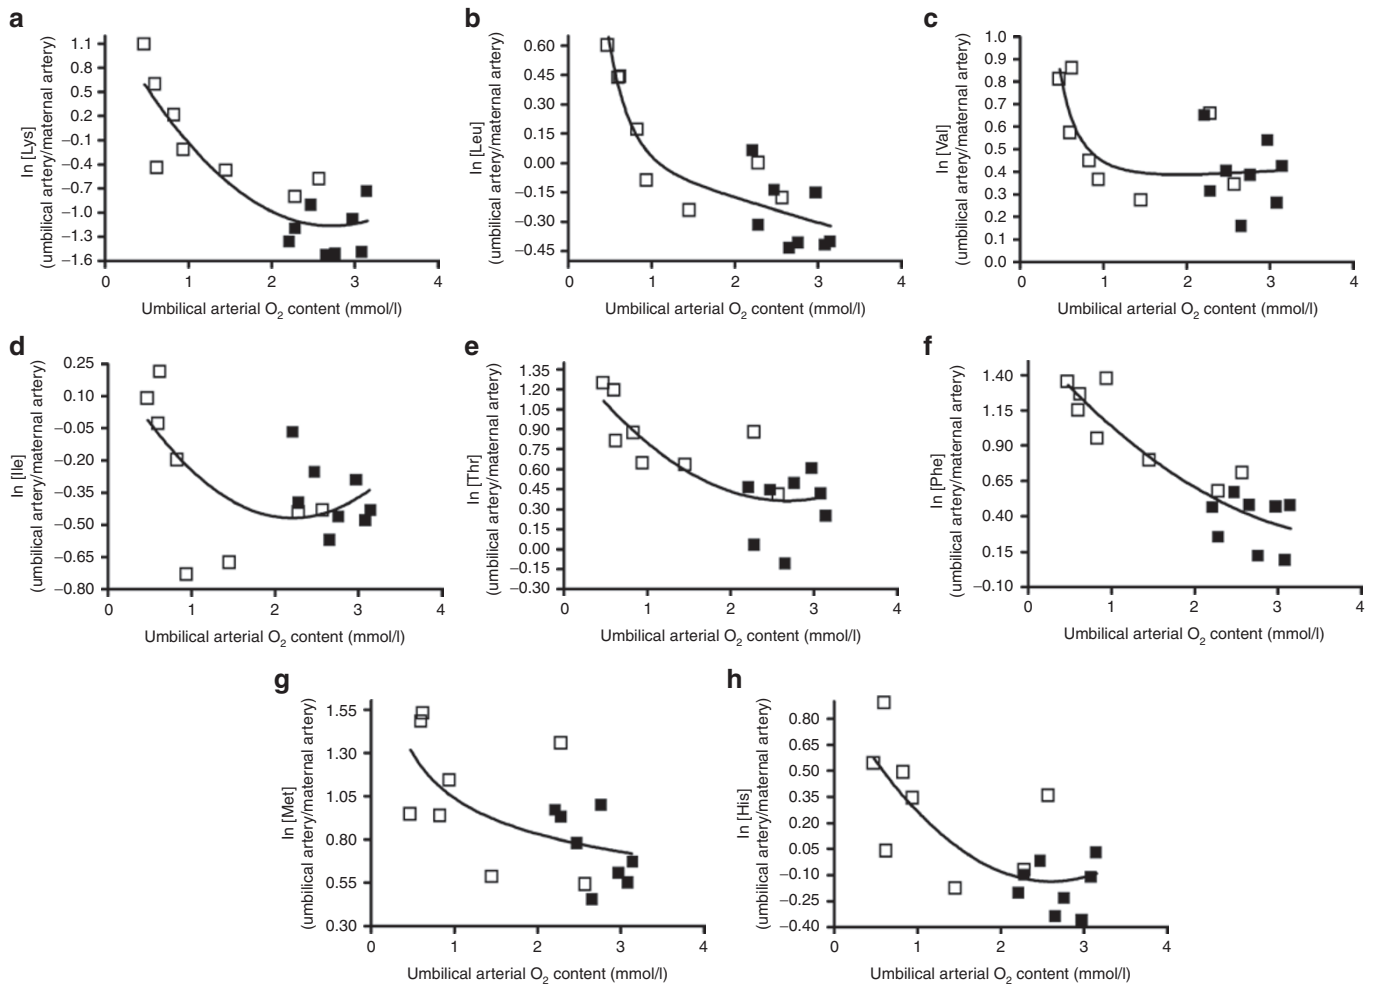 a
ln [Lys]
(umbilical artery/maternal artery)
1.1
0.8
0.5
0.2
−0.1
−0.4
−0.7
−1.0
−1.3
−1.6
0 1 2 3 4
Umbilical arterial O2 content (mmol/l)
b
ln [Leu]
(umbilical artery/maternal artery)
0.60
0.45
0.30
0.15
0.00
−0.15
−0.30
−0.45
0 1 2 3 4
Umbilical arterial O2 content (mmol/l)
c
ln [Val]
(umbilical artery/maternal artery)
1.0
0.9
0.8
0.7
0.6
0.5
0.4
0.3
0.2
0.1
0.0
0 1 2 3 4
Umbilical arterial O2 content (mmol/l)
d
ln [Ile]
(umbilical artery/maternal artery)
0.25
0.10
−0.05
−0.20
−0.35
−0.50
−0.65
−0.80
0 1 2 3 4
Umbilical arterial O2 content (mmol/l)
e
ln [Thr]
(umbilical artery/maternal artery)
1.35
1.20
1.05
0.90
0.75
0.60
0.45
0.30
0.15
0.00
−0.15
−0.30
0 1 2 3 4
Umbilical arterial O2 content (mmol/l)
f
ln [Phe]
(umbilical artery/maternal artery)
1.40
1.15
0.90
0.65
0.40
0.15
−0.10
0 1 2 3 4
Umbilical arterial O2 content (mmol/l)
g
ln [Met]
(umbilical artery/maternal artery)
1.55
1.30
1.05
0.80
0.55
0.30
0 1 2 3 4
Umbilical arterial O2 content (mmol/l)
h
ln [His]
(umbilical artery/maternal artery)
0.80
0.65
0.50
0.35
0.20
0.05
−0.10
−0.25
−0.40
0 1 2 3 4
Umbilical arterial O2 content (mmol/l)